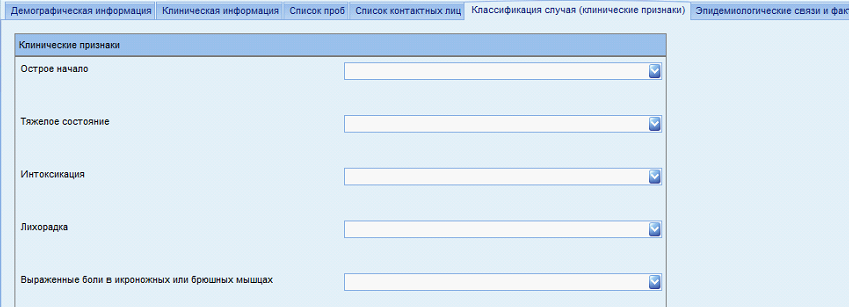 Демографическая информация Клиническая информация Список проб Список контактных лиц Классификация случая (клинические признаки) Эпидемиологические связи и фак
Клинические признаки
Острое начало
Тяжелое состояние
Интоксикация
Лихорадка
Выраженные боли в икроножных или брюшных мышцах